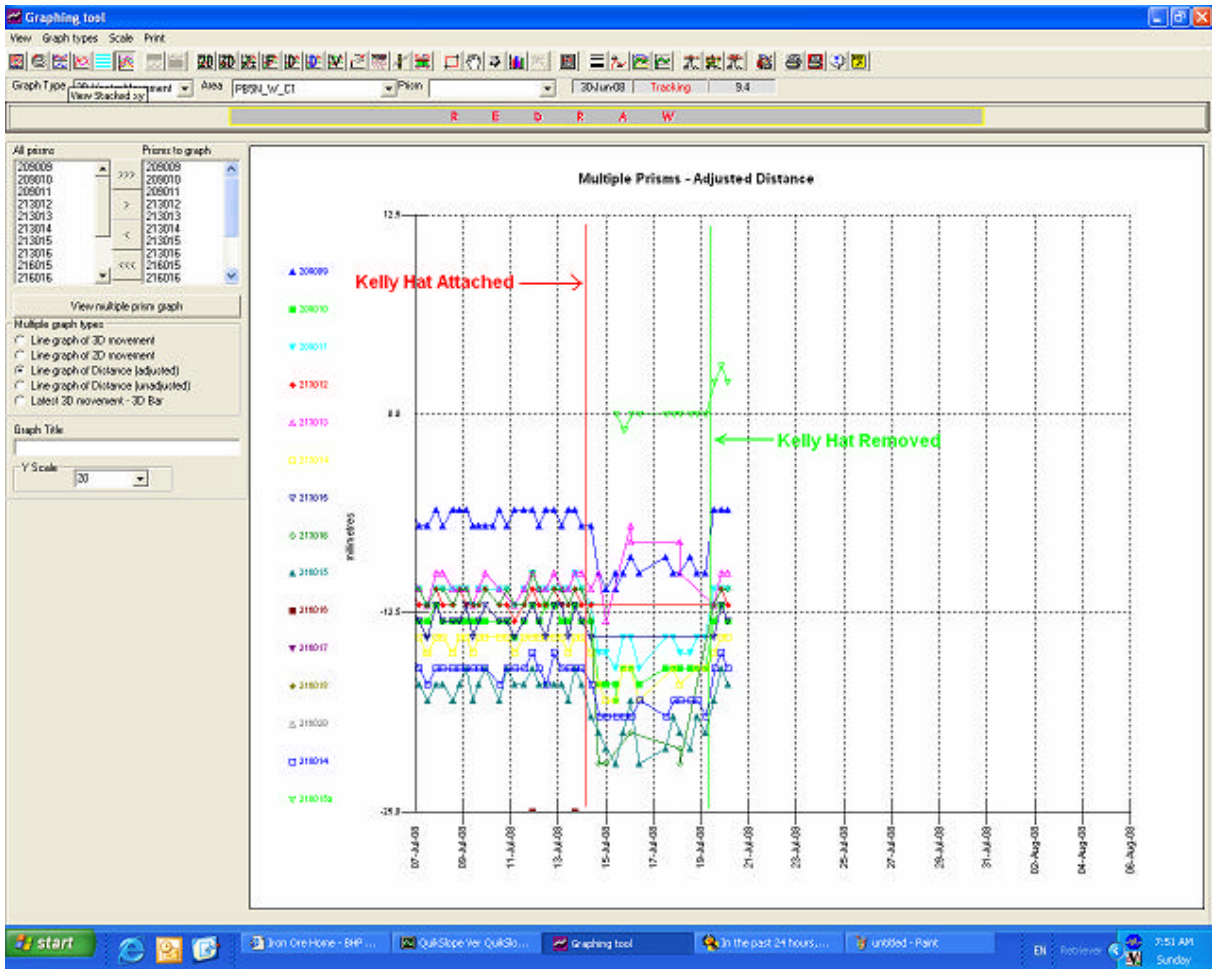 Graphing tool
View Graph types Scale Print
Graph Type
View Stacked xy
Area PBSN_W_C1
Prism
30-Jun-08 Tracking 9.4
R E D R A W
All prisms
209009
209010
209011
213012
213013
213014
213015
213016
216015
216016
>>>
>
<
<<<
Prisms to graph
209009
209010
209011
213012
213013
213014
213015
213016
216015
216016
View multiple prism graph
Multiple graph types
Line graph of 3D movement
Line graph of 2D movement
Line graph of Distance (adjusted)
Line graph of Distance (unadjusted)
Latest 3D movement - 3D Bar
Graph Title
Y Scale
20
Multiple Prisms - Adjusted Distance
209009
209010
209011
213012
213013
213014
213016
216015
216016
216017
216020
216014
millimetres
12.5
0.0
-12.5
-25.0
Kelly Hat Attached
Kelly Hat Removed
07-Jul-08
09-Jul-08
11-Jul-08
13-Jul-08
15-Jul-08
17-Jul-08
19-Jul-08
21-Jul-08
23-Jul-08
25-Jul-08
27-Jul-08
29-Jul-08
31-Jul-08
02-Aug-08
04-Aug-08
06-Aug-08
start
Iron Ore Home - BHP ...
QuikSlope Ver QuikSlo...
Graphing tool
In the past 24 hours,...
untitled - Paint
EN
Retriever
7:51 AM
Sunday